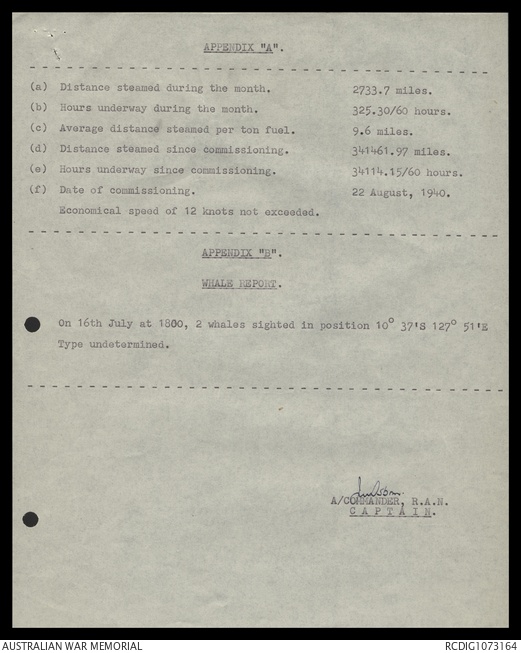 APPENDIX "A".
(a) Distance steamed during the month. 2733.7 miles.
(b) Hours underway during the month. 325.30/60 hours.
(c) Average distance steamed per ton fuel. 9.6 miles.
(d) Distance steamed since commissioning. 341461.97 miles.
(e) Hours underway since commissioning. 34114.15/60 hours.
(f) Date of commissioning. 22 August, 1940.
Economical speed of 12 knots not exceeded.
APPENDIX "B".
WHALE REPORT.
On 16th July at 1800, 2 whales sighted in position 10° 37'S 127° 51'E
Type undetermined.
A/COMMANDER, R.A.N.
C A P T A I N.
AUSTRALIAN WAR MEMORIAL
RCDIG1073164